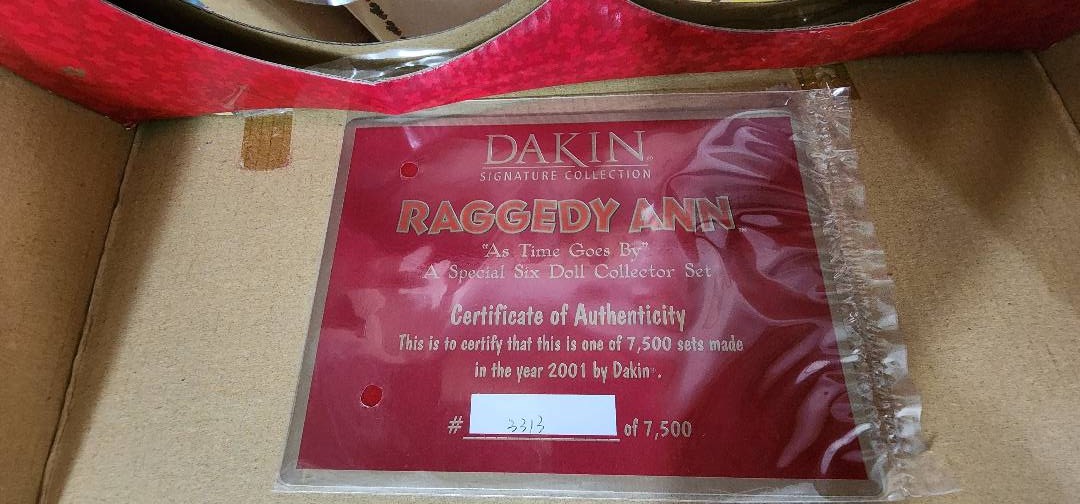 DAKIN®
SIGNATURE COLLECTION
RAGGEDY ANN™
"As Time Goes By"
A Special Six Doll Collector Set
Certificate of Authenticity
This is to certify that this is one of 7,500 sets made
in the year 2001 by Dakin®.
# 3313 of 7,500